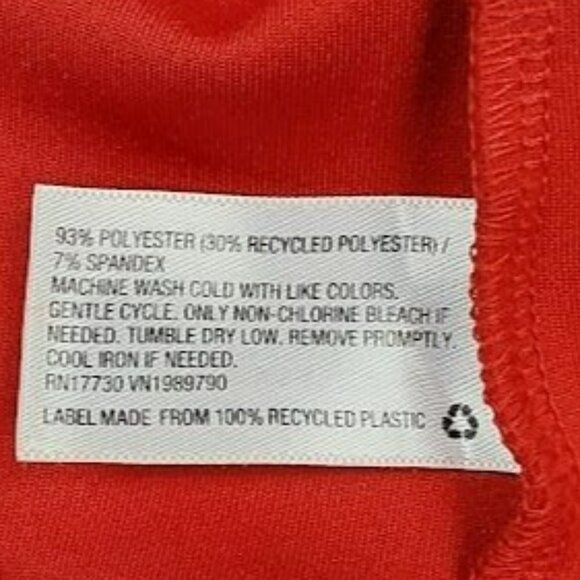 93% POLYESTER (30% RECYCLED POLYESTER) /
7% SPANDEX
MACHINE WASH COLD WITH LIKE COLORS.
GENTLE CYCLE. ONLY NON-CHLORINE BLEACH IF
NEEDED. TUMBLE DRY LOW. REMOVE PROMPTLY.
COOL IRON IF NEEDED.
RN17730 VN1989790
LABEL MADE FROM 100% RECYCLED PLASTIC